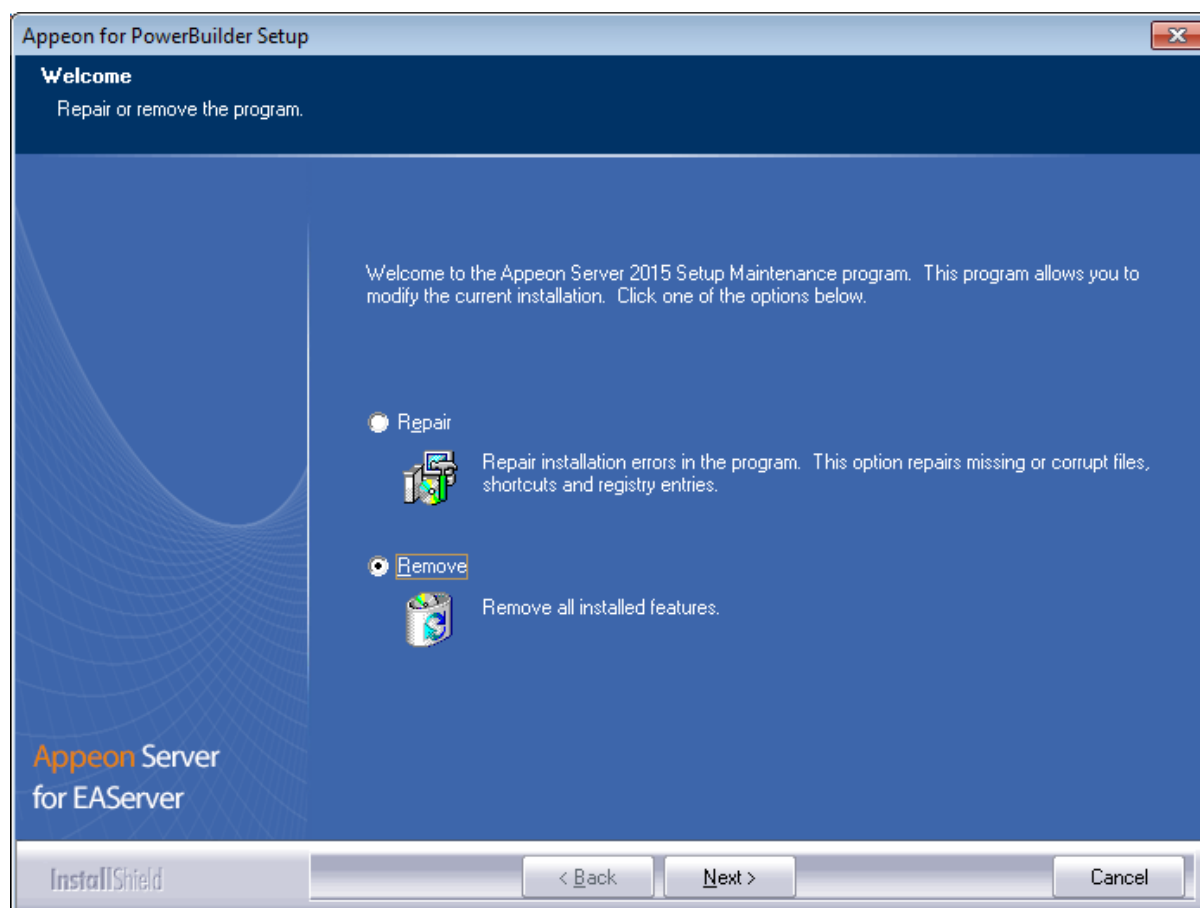 Appeon for PowerBuilder Setup
Welcome
Repair or remove the program.
Welcome to the Appeon Server 2015 Setup Maintenance program.  This program allows you to
modify the current installation.  Click one of the options below.
Repair
Repair installation errors in the program.  This option repairs missing or corrupt files,
shortcuts and registry entries.
Remove
Remove all installed features.
Appeon Server
for EAServer
InstallShield
< Back
Next >
Cancel